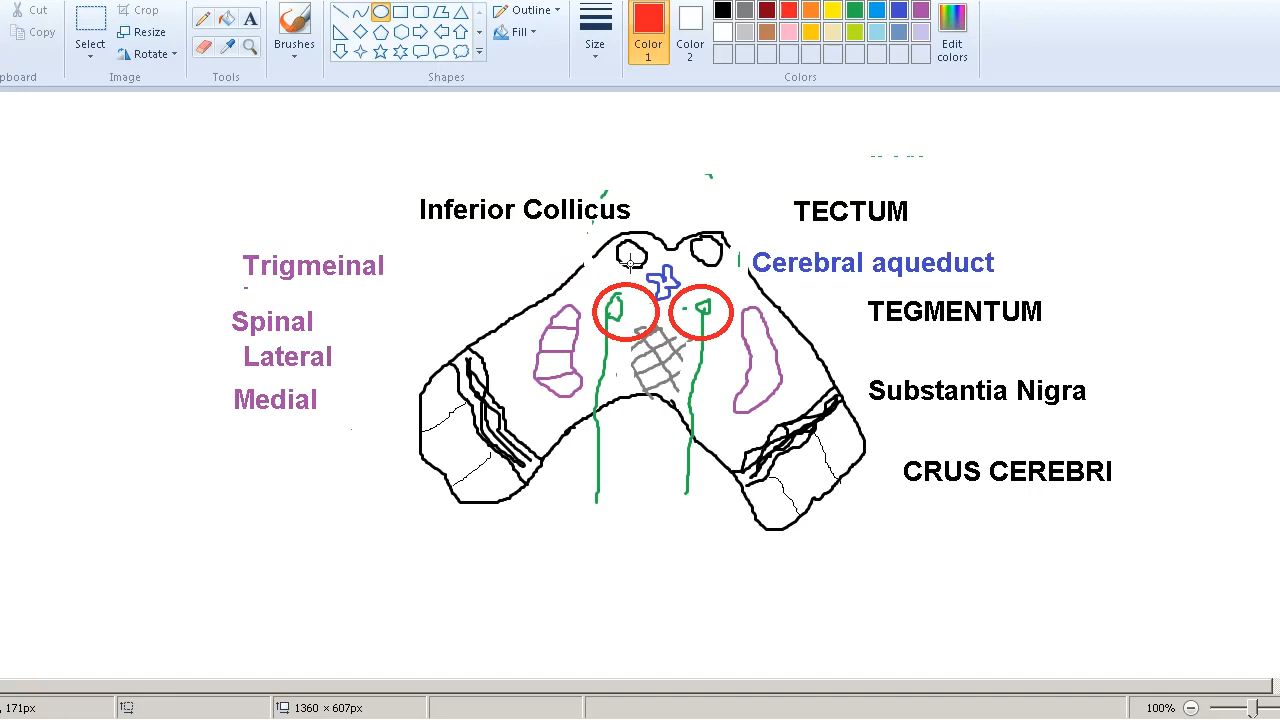 Cut
Copy
pboard
Select
Crop
Resize
Rotate
Image
A
Tools
Brushes
Shapes
Outline
Fill
Size
Color 1
Color 2
Edit colors
Colors
Inferior Collicus
TECTUM
Trigmeinal
Cerebral aqueduct
Spinal
TEGMENTUM
Lateral
Medial
Substantia Nigra
CRUS CEREBRI
, 171px
1360 × 607px
100%